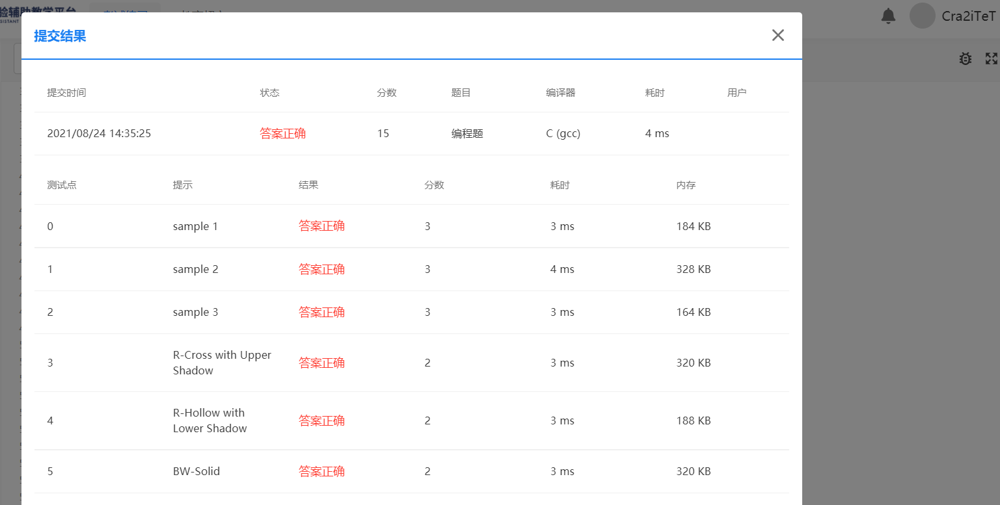 验辅助教学平台
SISTANT
Cra2iTeT
提交结果
提交时间 状态 分数 题目 编译器 耗时 用户
2021/08/24 14:35:25 答案正确 15 编程题 C (gcc) 4 ms
测试点 提示 结果 分数 耗时 内存
0 sample 1 答案正确 3 3 ms 184 KB
1 sample 2 答案正确 3 4 ms 328 KB
2 sample 3 答案正确 3 3 ms 164 KB
3 R-Cross with Upper Shadow 答案正确 2 3 ms 320 KB
4 R-Hollow with Lower Shadow 答案正确 2 3 ms 188 KB
5 BW-Solid 答案正确 2 3 ms 320 KB